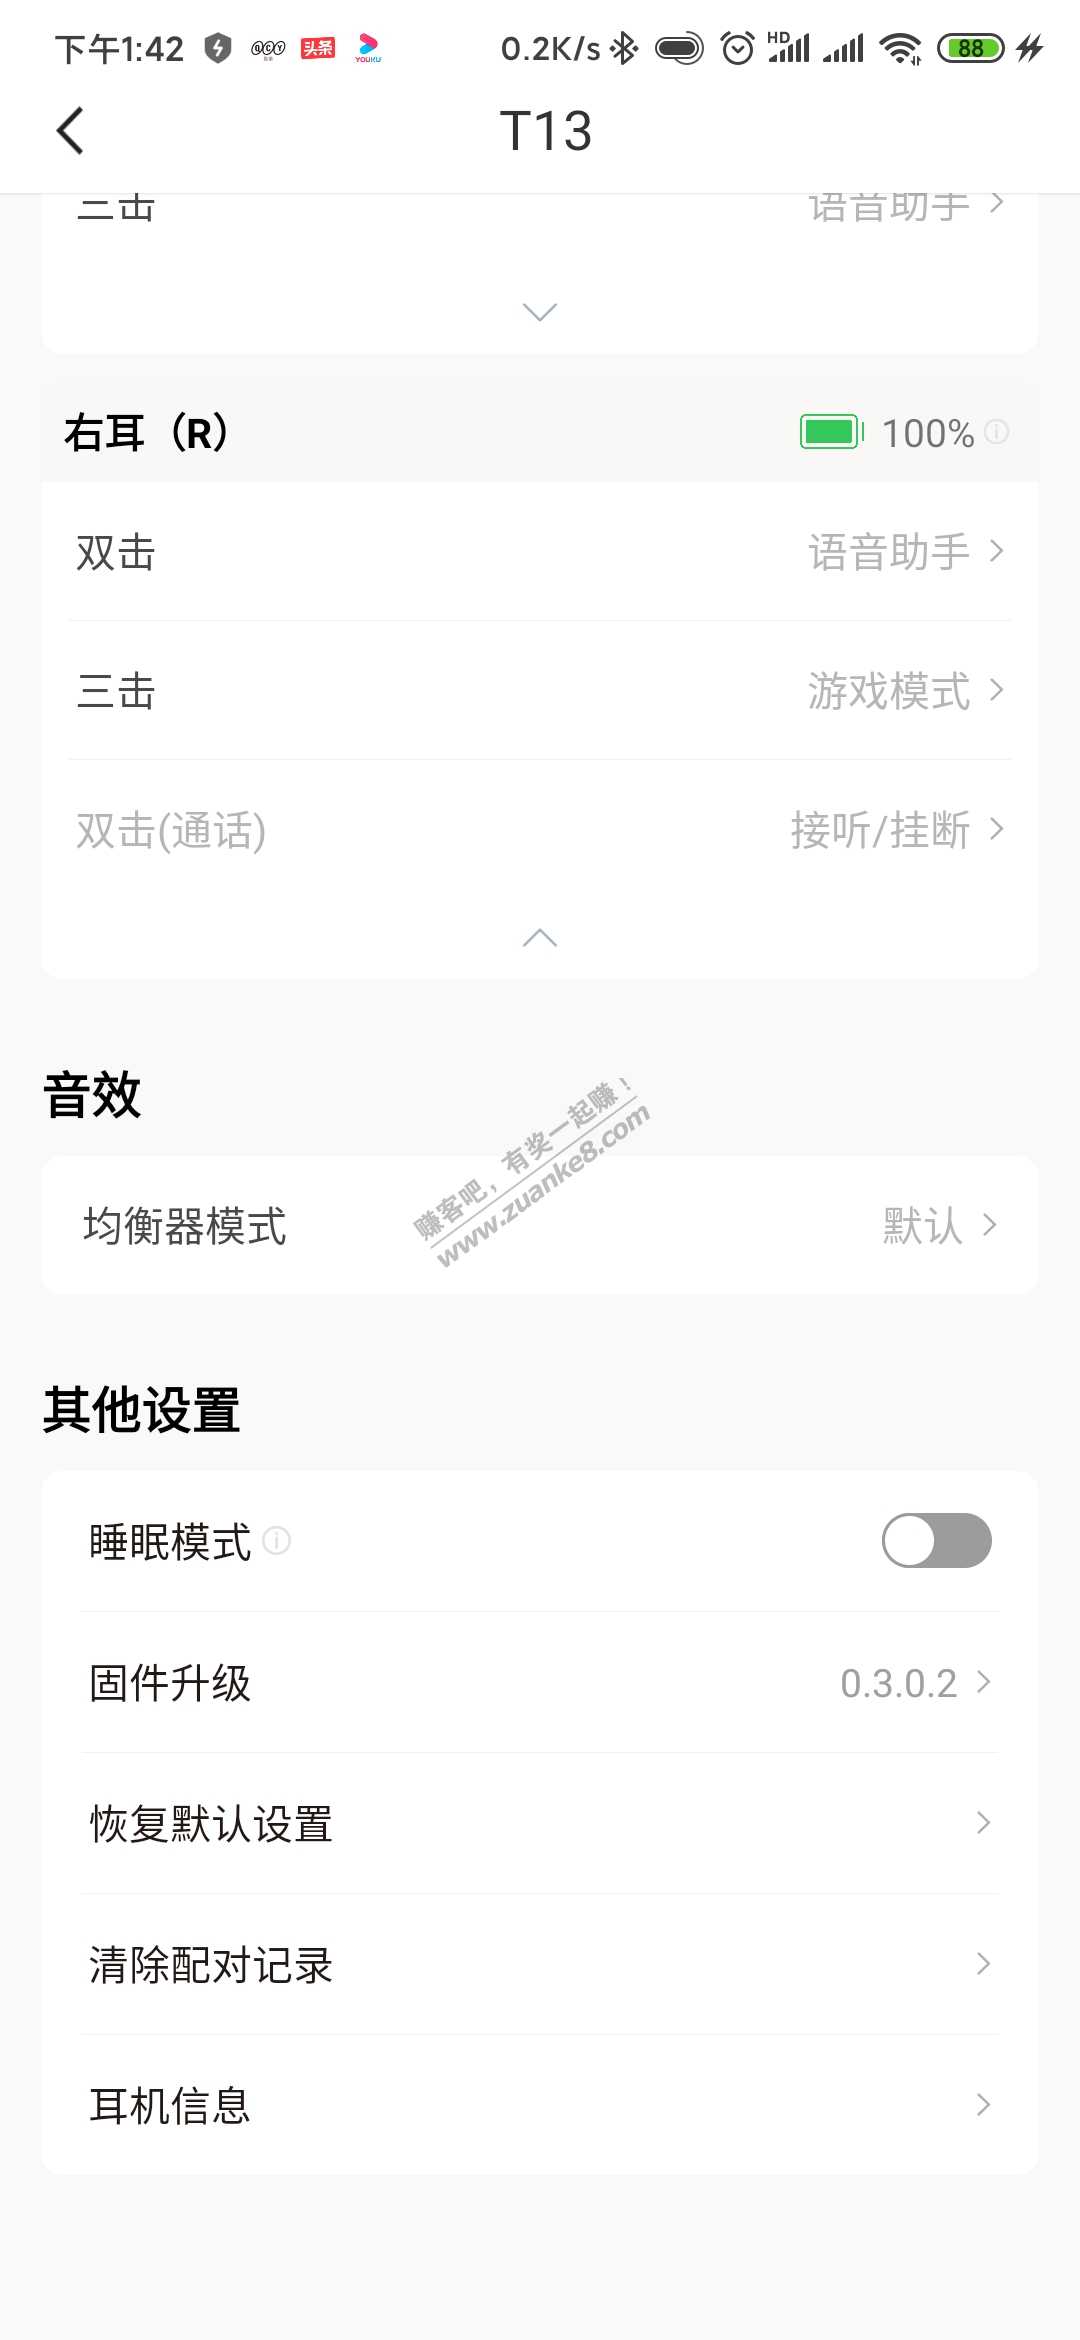 下午1:42 QCY 头条 YOUKU 0.2K/s HD 88
T13
三击 语音助手
右耳（R） 100%
双击 语音助手
三击 游戏模式
双击(通话) 接听/挂断
音效
赚客吧，有奖一起赚！
www.zuanke8.com
均衡器模式 默认
其他设置
睡眠模式
固件升级 0.3.0.2
恢复默认设置
清除配对记录
耳机信息